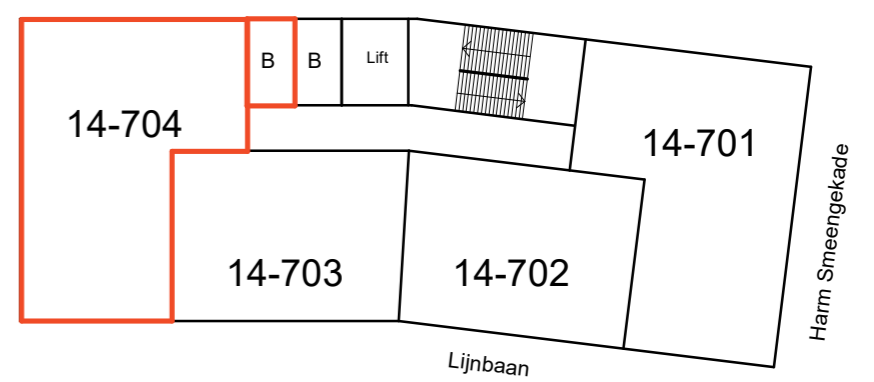 B
B
Lift
14-704
14-701
14-703
14-702
Harm Smeengekade
Lijnbaan